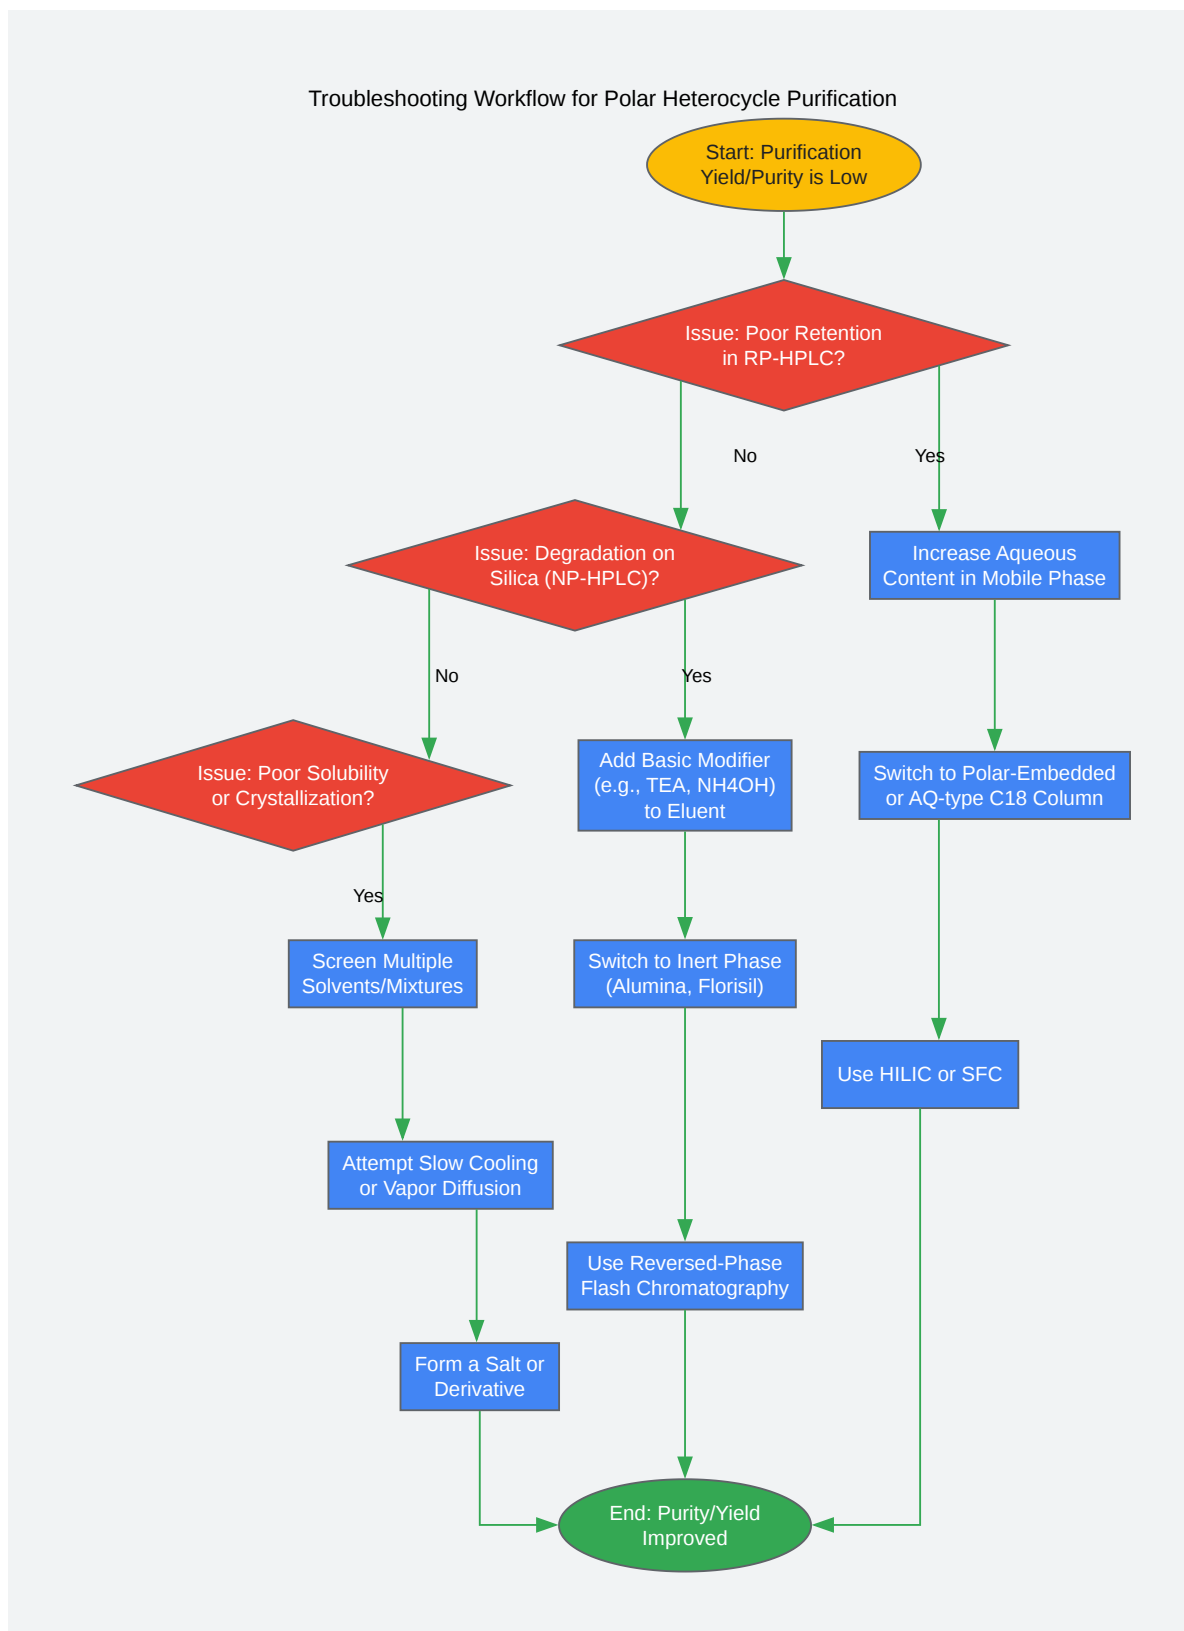 Troubleshooting Workflow for Polar Heterocycle Purification
Start: Purification
Yield/Purity is Low
Issue: Poor Retention
in RP-HPLC?
No
Yes
Issue: Degradation on
Silica (NP-HPLC)?
Increase Aqueous
Content in Mobile Phase
No
Yes
Issue: Poor Solubility
or Crystallization?
Add Basic Modifier
(e.g., TEA, NH4OH)
to Eluent
Switch to Polar-Embedded
or AQ-type C18 Column
Yes
Screen Multiple
Solvents/Mixtures
Switch to Inert Phase
(Alumina, Florisil)
Use HILIC or SFC
Attempt Slow Cooling
or Vapor Diffusion
Use Reversed-Phase
Flash Chromatography
Form a Salt or
Derivative
End: Purity/Yield
Improved